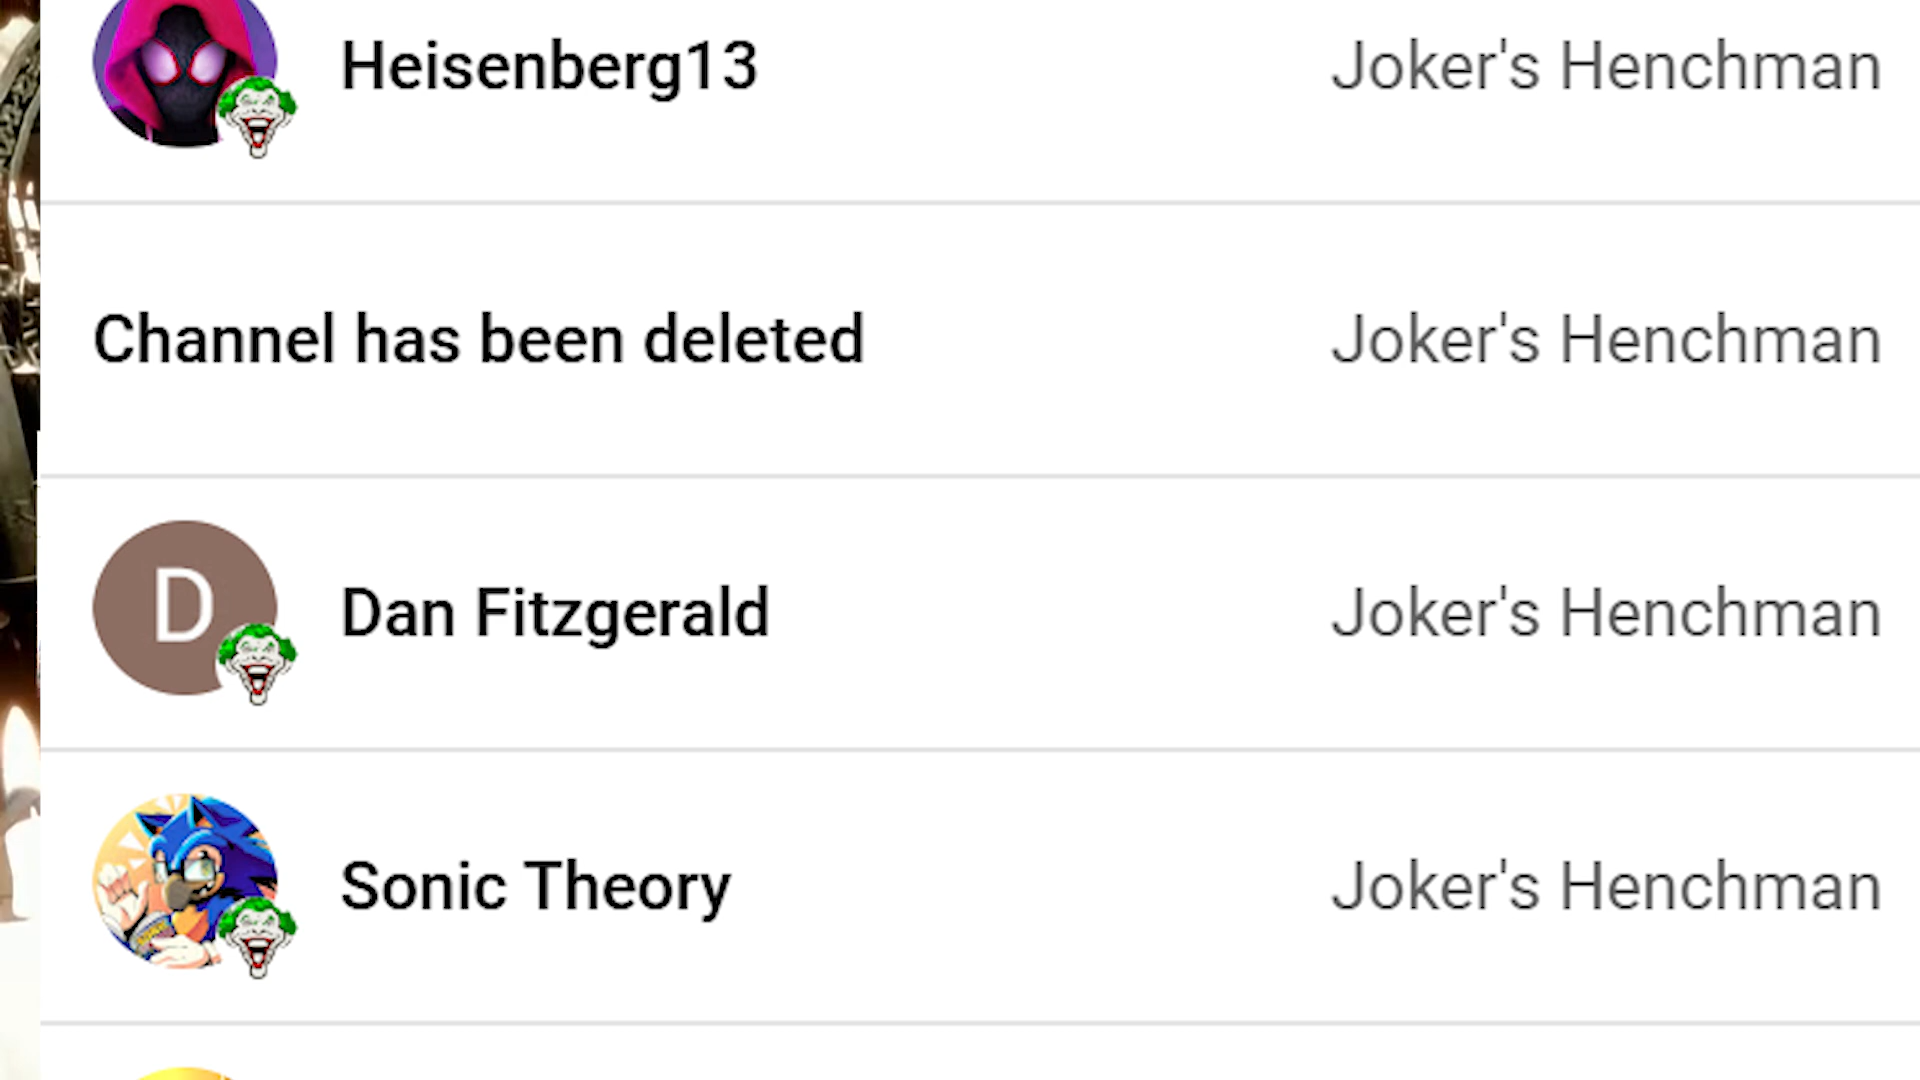 Heisenberg13 Joker's Henchman
Channel has been deleted Joker's Henchman
D
Dan Fitzgerald Joker's Henchman
Sonic Theory Joker's Henchman